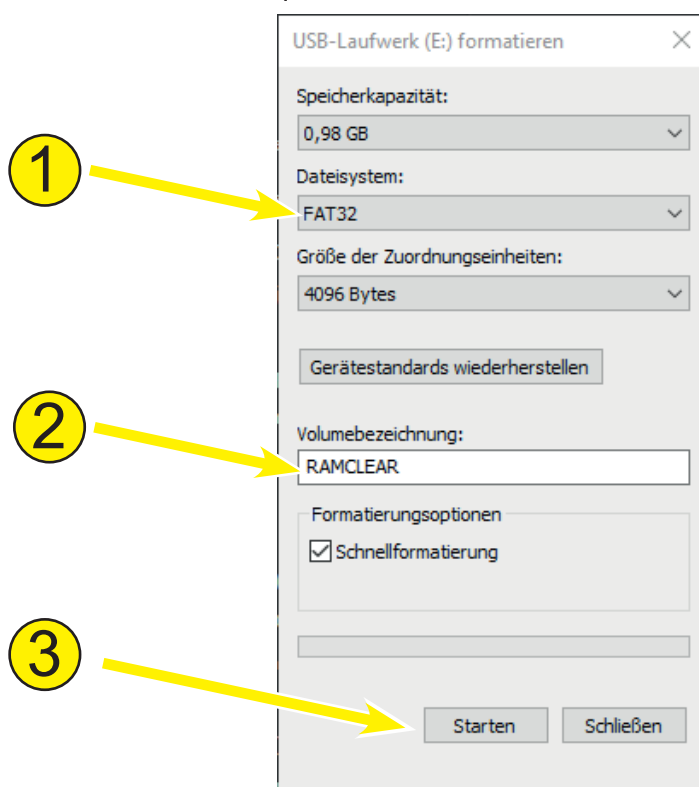 USB-Laufwerk (E:) formatieren
Speicherkapazität:
0,98 GB
1
Dateisystem:
FAT32
Größe der Zuordnungseinheiten:
4096 Bytes
Gerätestandards wiederherstellen
2
Volumebezeichnung:
RAMCLEAR
Formatierungsoptionen
Schnellformatierung
3
Starten Schließen